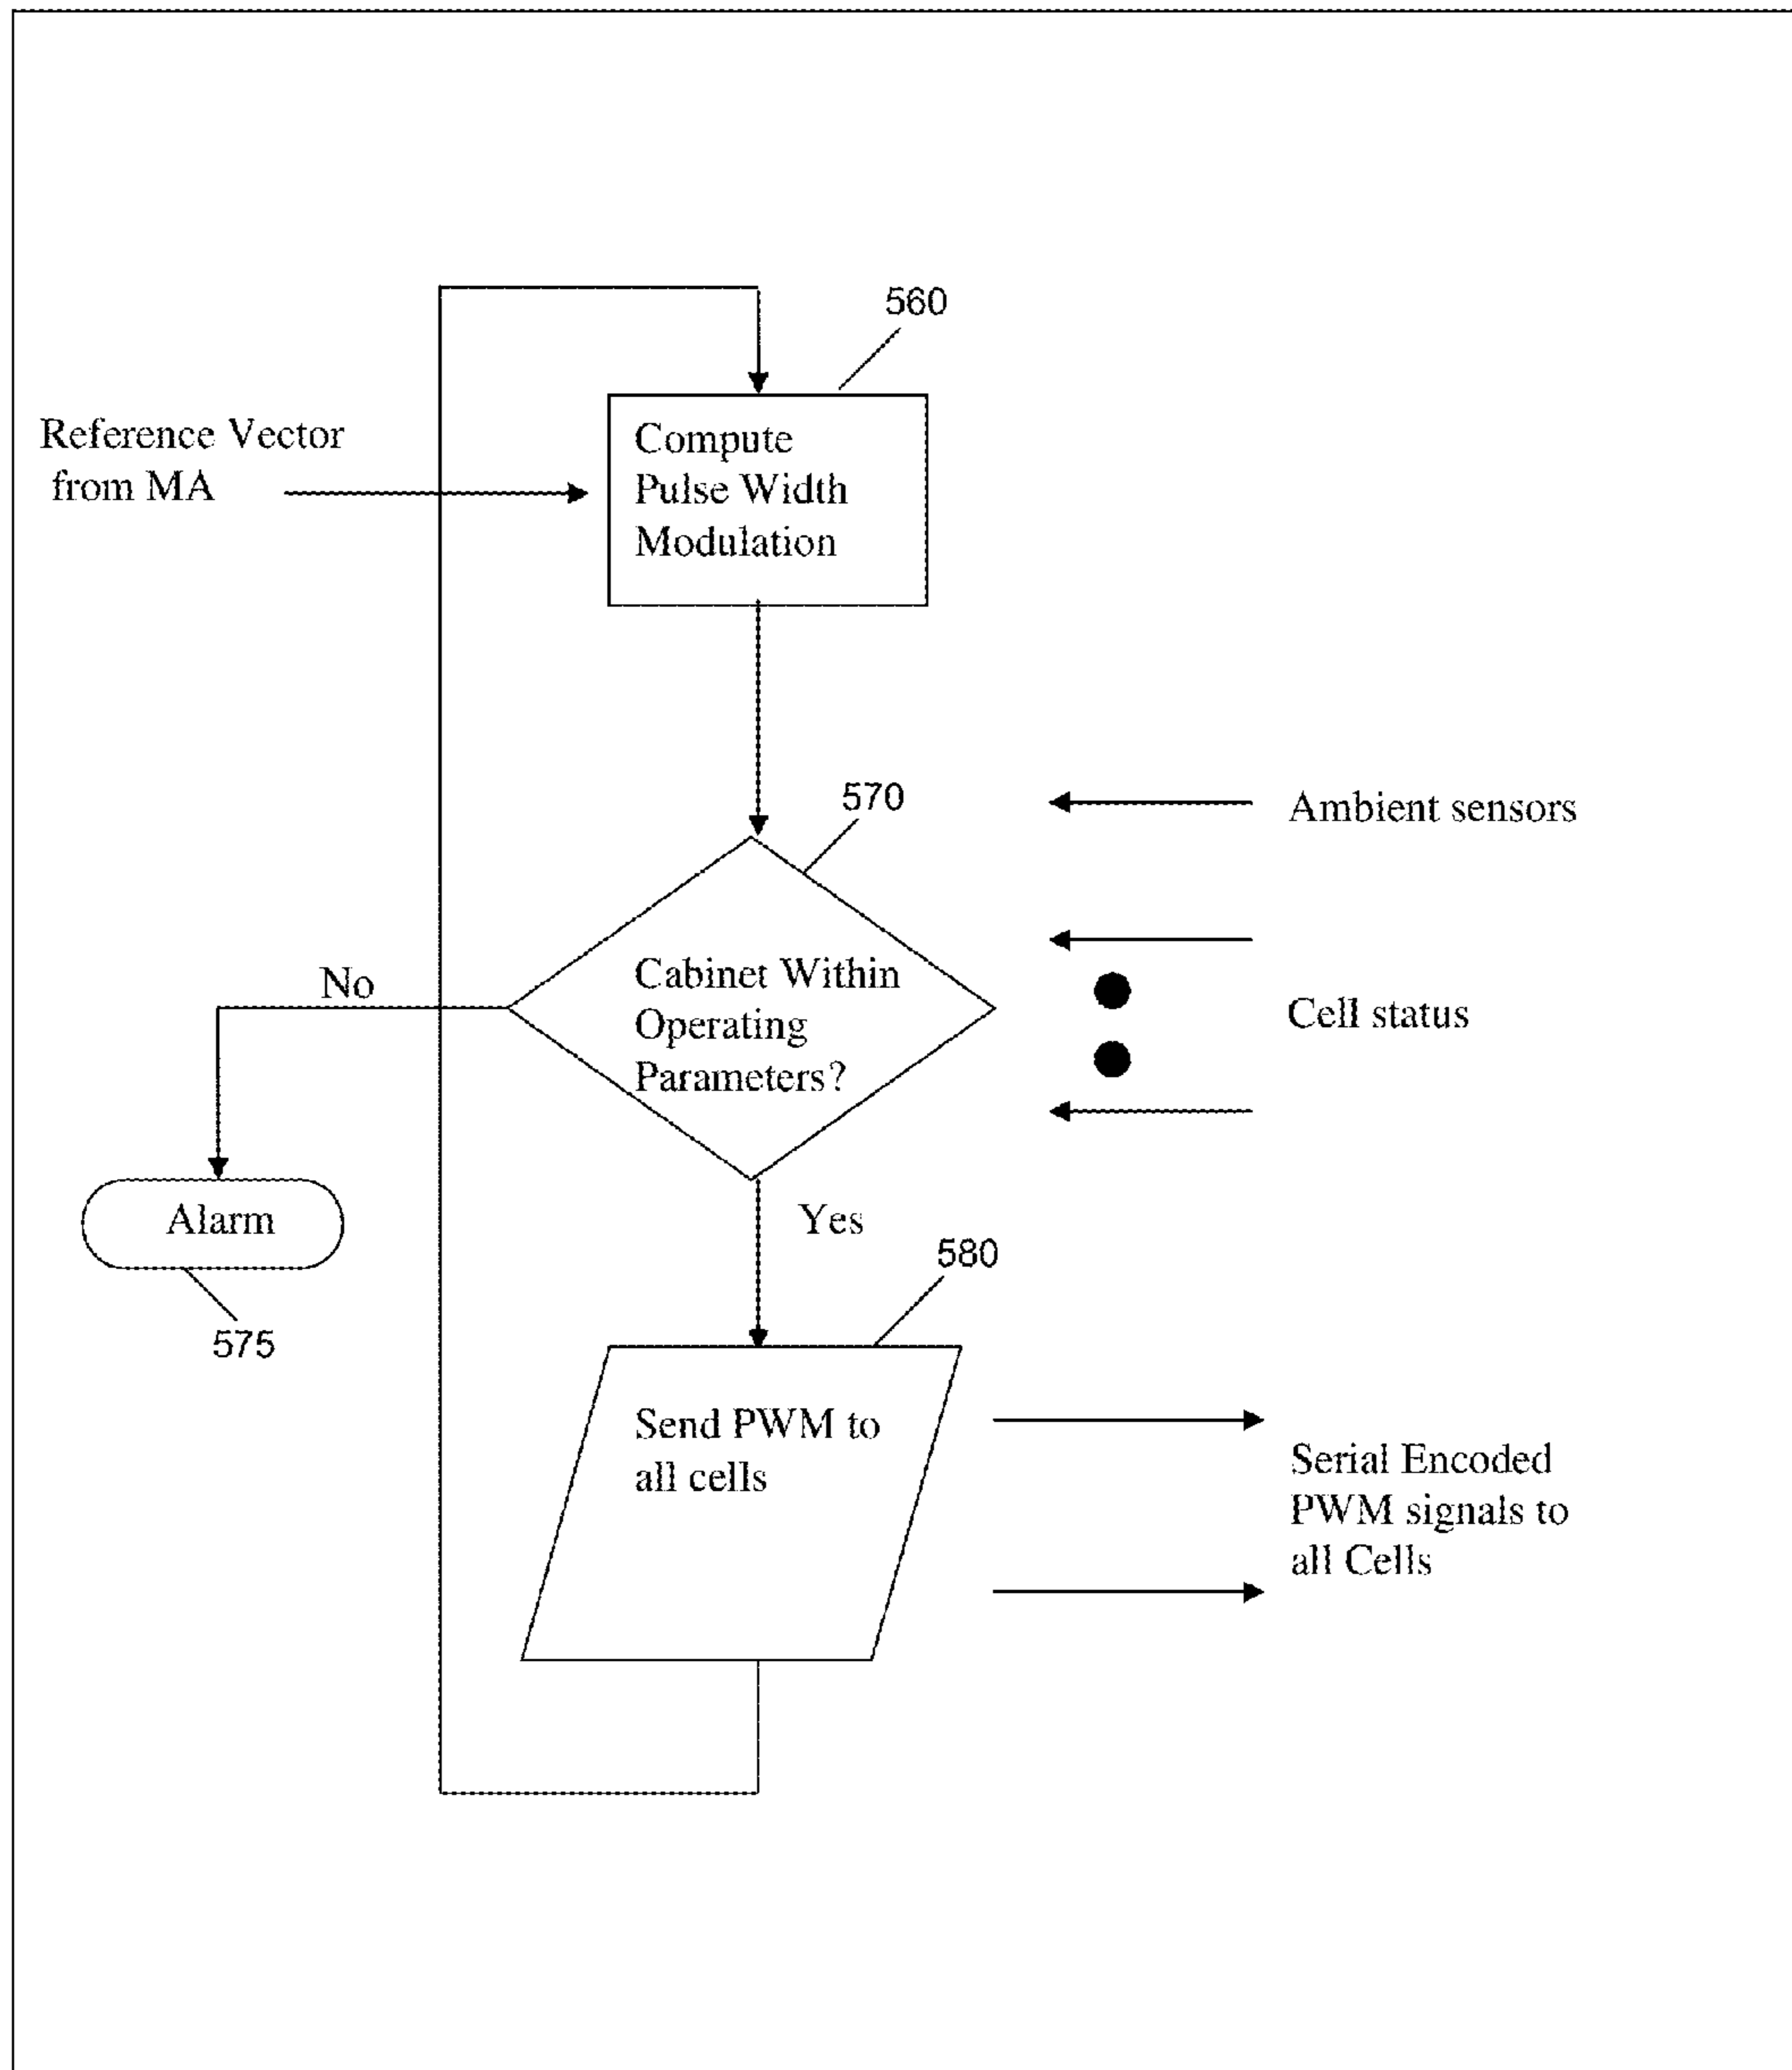 560
Reference Vector
from MA
Compute
Pulse Width
Modulation
570
Ambient sensors
No
Cabinet Within
Operating
Parameters?
Cell status
Alarm
575
Yes
580
Send PWM to
all cells
Serial Encoded
PWM signals to
all Cells